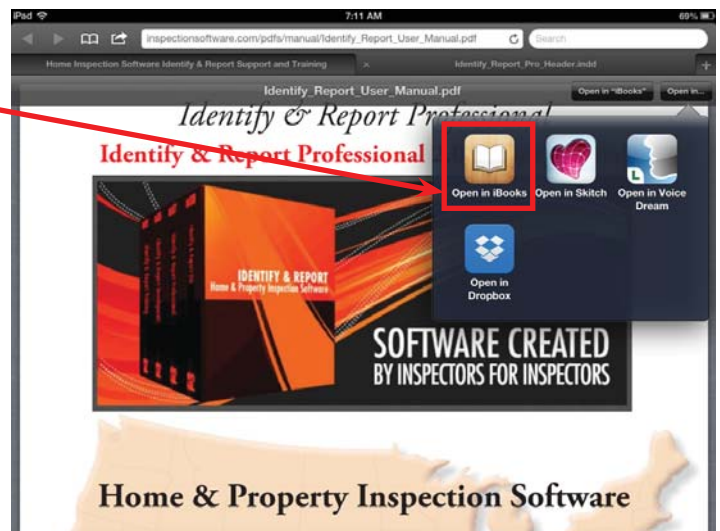 iPad 7:11 AM 69%
inspectionsoftware.com/pdfs/manual/Identify_Report_User_Manual.pdf Search
Home Inspection Software Identify & Report Support and Training Identify_Report_Pro_Header.indd
Identify_Report_User_Manual.pdf Open in "iBooks" Open in...
Identify & Report Professional
Identify & Report Professional
Open in iBooks Open in Skitch Open in Voice Dream
Open in Dropbox
IDENTIFY & REPORT
Home & Property Inspection Software
SOFTWARE CREATED
BY INSPECTORS FOR INSPECTORS
Home & Property Inspection Software